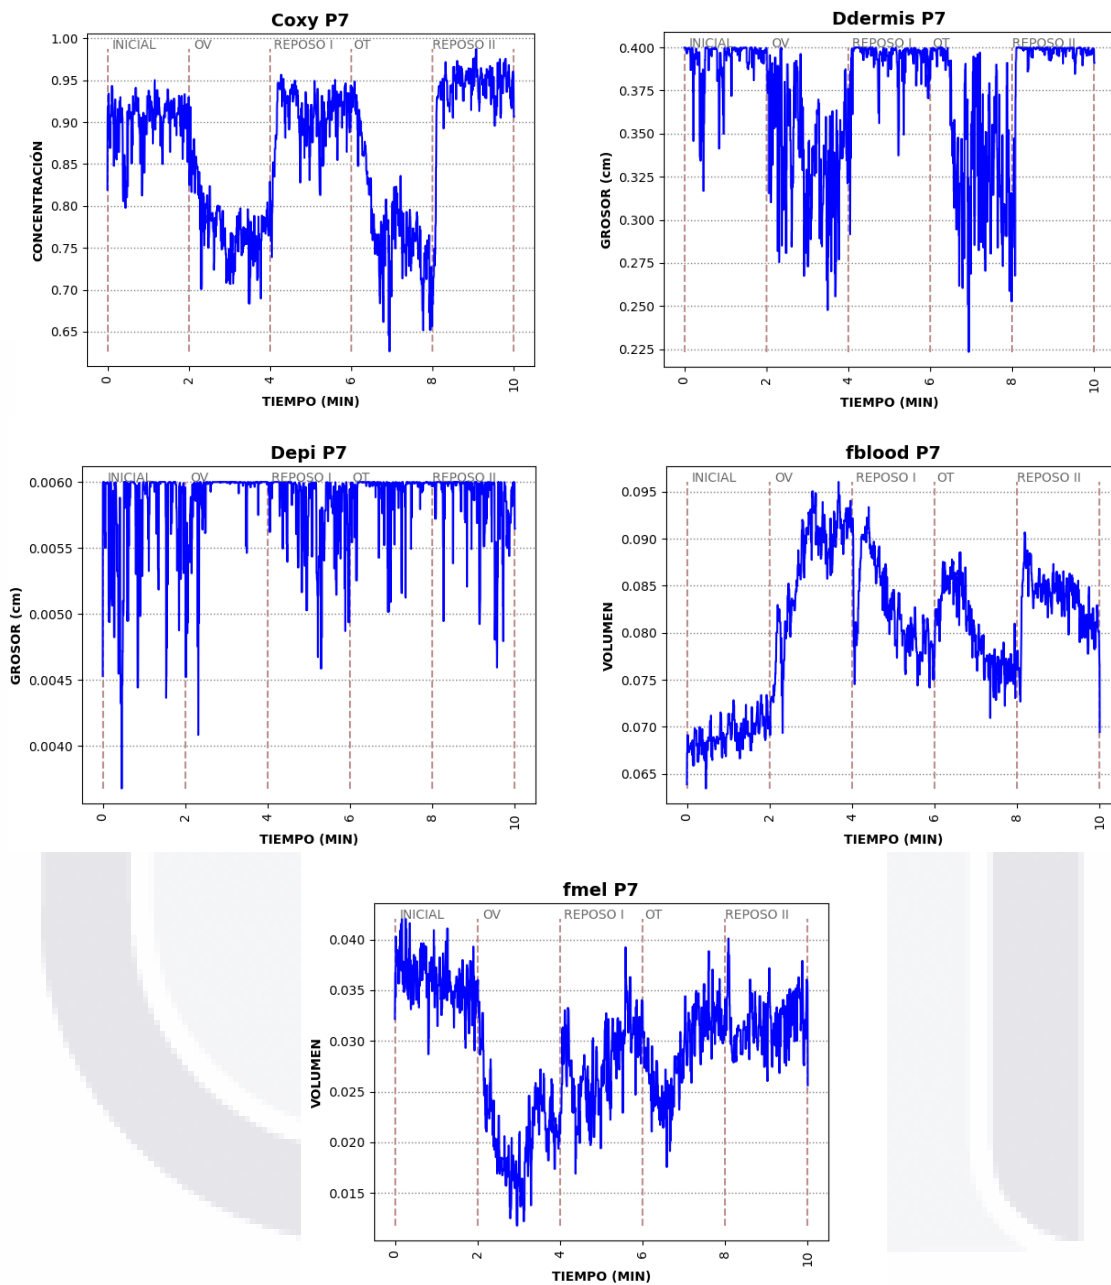 Coxy P7
INICIAL OV REPOSO I OT REPOSO II
1.00
0.95
0.90
0.85
0.80
0.75
0.70
0.65
CONCENTRACIÓN
0 2 4 6 8 10
TIEMPO (MIN)
Ddermis P7
INICIAL OV REPOSO I OT REPOSO II
0.400
0.375
0.350
0.325
0.300
0.275
0.250
0.225
GROSOR (cm)
0 2 4 6 8 10
TIEMPO (MIN)
Depi P7
INICIAL OV REPOSO I OT REPOSO II
0.0060
0.0055
0.0050
0.0045
0.0040
GROSOR (cm)
0 2 4 6 8 10
TIEMPO (MIN)
fblood P7
INICIAL OV REPOSO I OT REPOSO II
0.095
0.090
0.085
0.080
0.075
0.070
0.065
VOLUMEN
0 2 4 6 8 10
TIEMPO (MIN)
fmel P7
INICIAL OV REPOSO I OT REPOSO II
0.040
0.035
0.030
0.025
0.020
0.015
VOLUMEN
0 2 4 6 8 10
TIEMPO (MIN)